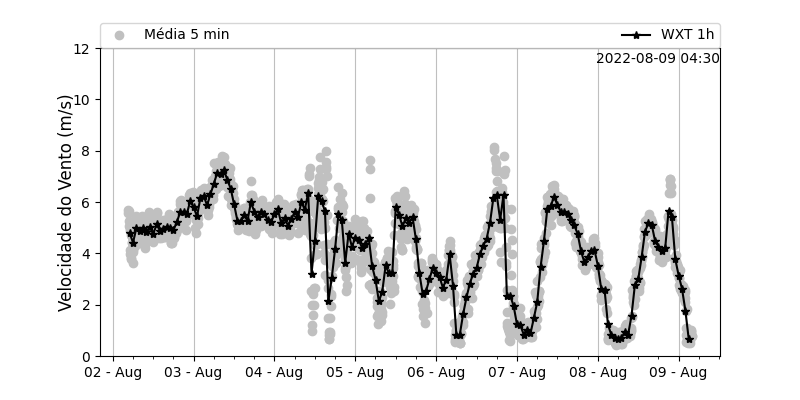 Média 5 min
WXT 1h
2022-08-09 04:30
Velocidade do Vento (m/s)
12
10
8
6
4
2
0
02 - Aug
03 - Aug
04 - Aug
05 - Aug
06 - Aug
07 - Aug
08 - Aug
09 - Aug